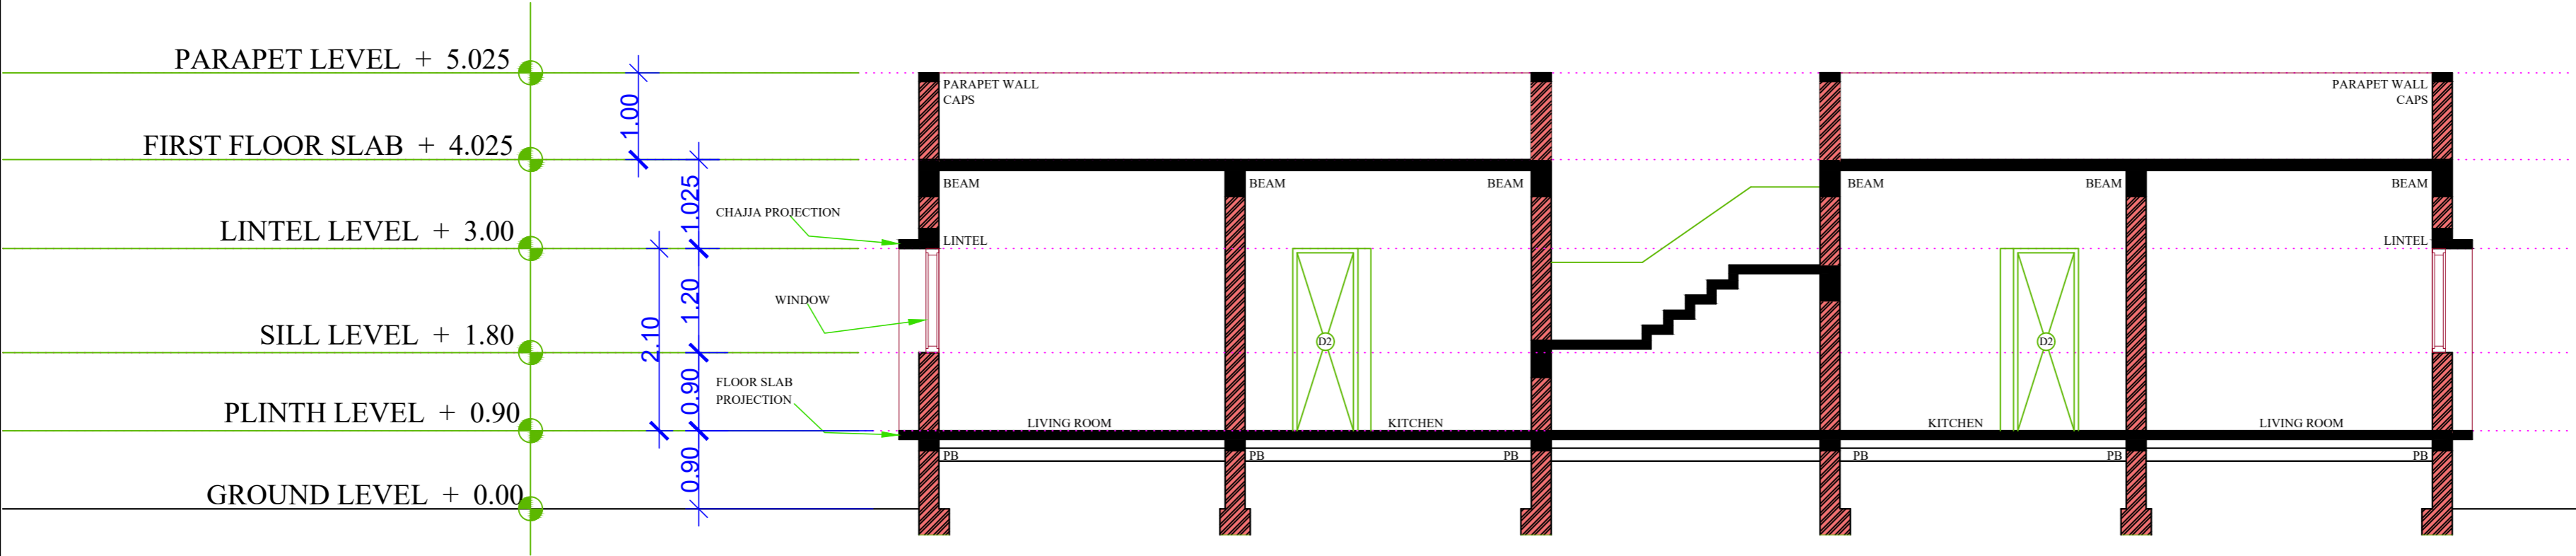 PARAPET LEVEL + 5.025
PARAPET WALL
CAPS
PARAPET WALL
CAPS
1.00
FIRST FLOOR SLAB + 4.025
BEAM
BEAM
BEAM
BEAM
BEAM
BEAM
1.025
CHAJJA PROJECTION
LINTEL LEVEL + 3.00
LINTEL
LINTEL
1.20
WINDOW
2.10
SILL LEVEL + 1.80
D2
D2
0.90
FLOOR SLAB
PROJECTION
PLINTH LEVEL + 0.90
LIVING ROOM
KITCHEN
KITCHEN
LIVING ROOM
PB
PB
PB
PB
PB
PB
0.90
GROUND LEVEL + 0.00